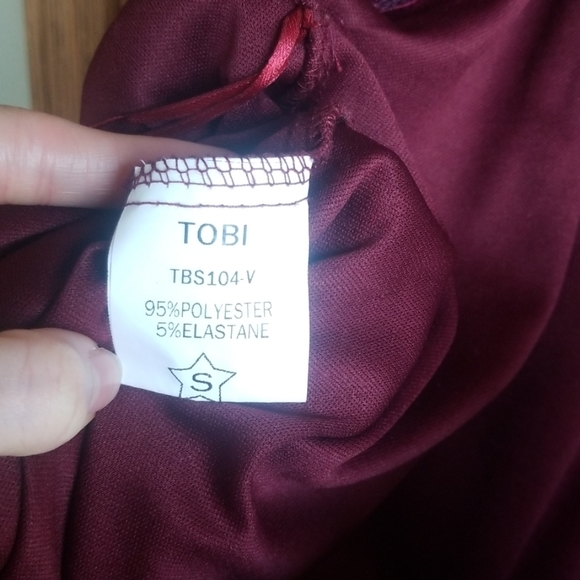 TOBI
TBS104-V
95%POLYESTER
5%ELASTANE
S